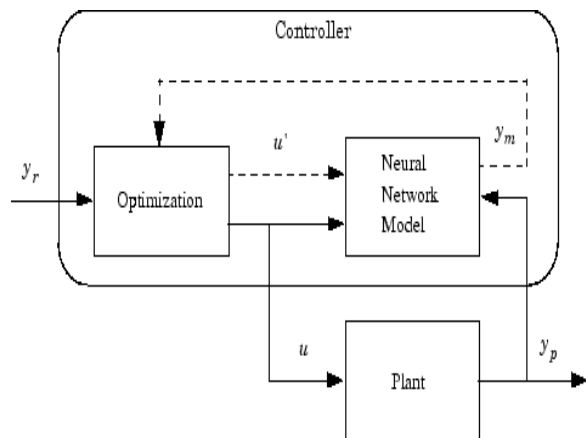 Controller
y_m
u'
y_r
Optimization
Neural
Network
Model
u
y_p
Plant